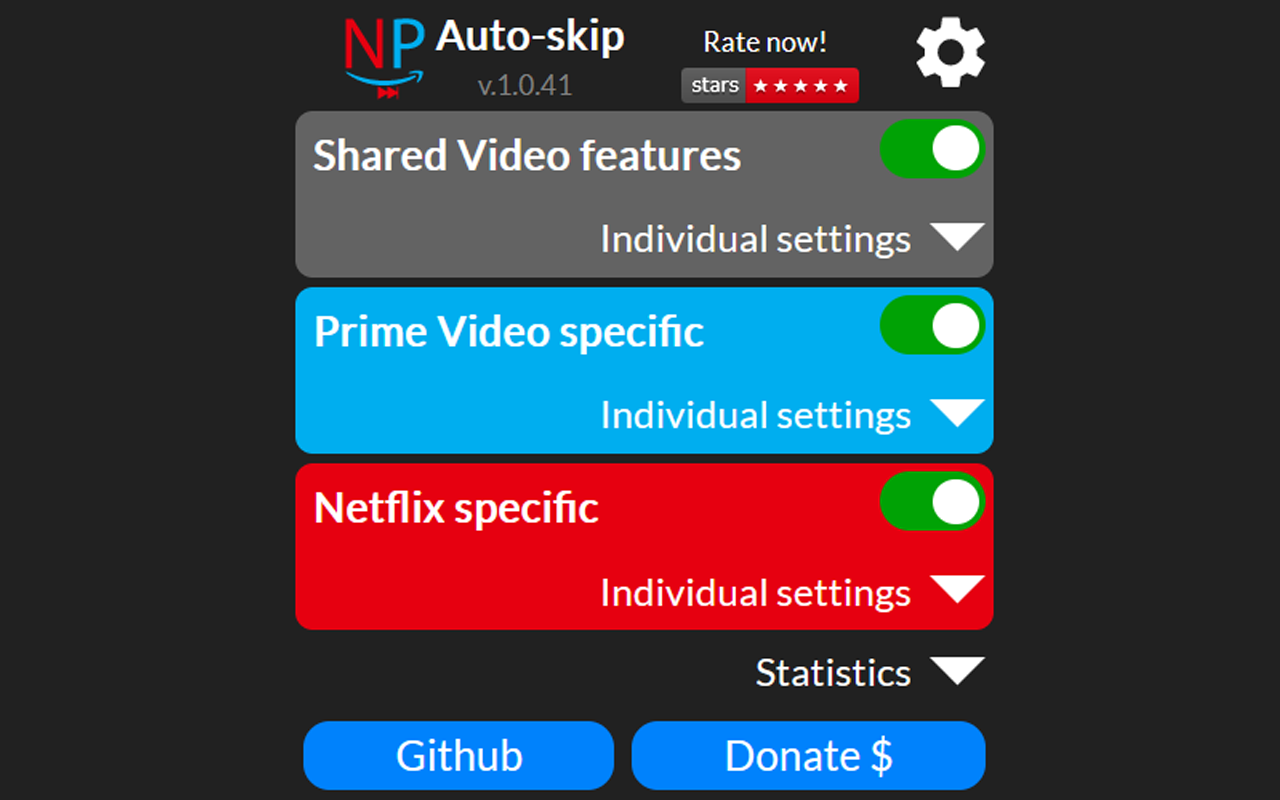 NP Auto-skip
v.1.0.41
Rate now!
stars ★★★★★
Shared Video features
Individual settings
Prime Video specific
Individual settings
Netflix specific
Individual settings
Statistics
Github
Donate $